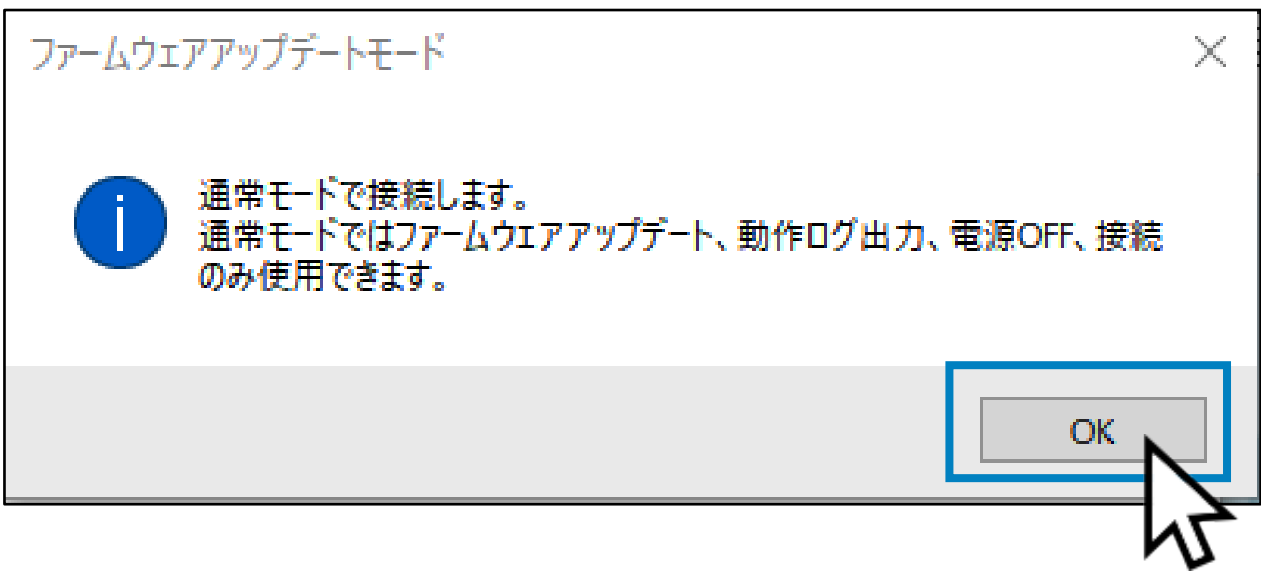 ファームウェアアップデートモード
通常モードで接続します。
通常モードではファームウェアアップデート、動作ログ出力、電源OFF、接続
のみ使用できます。
OK